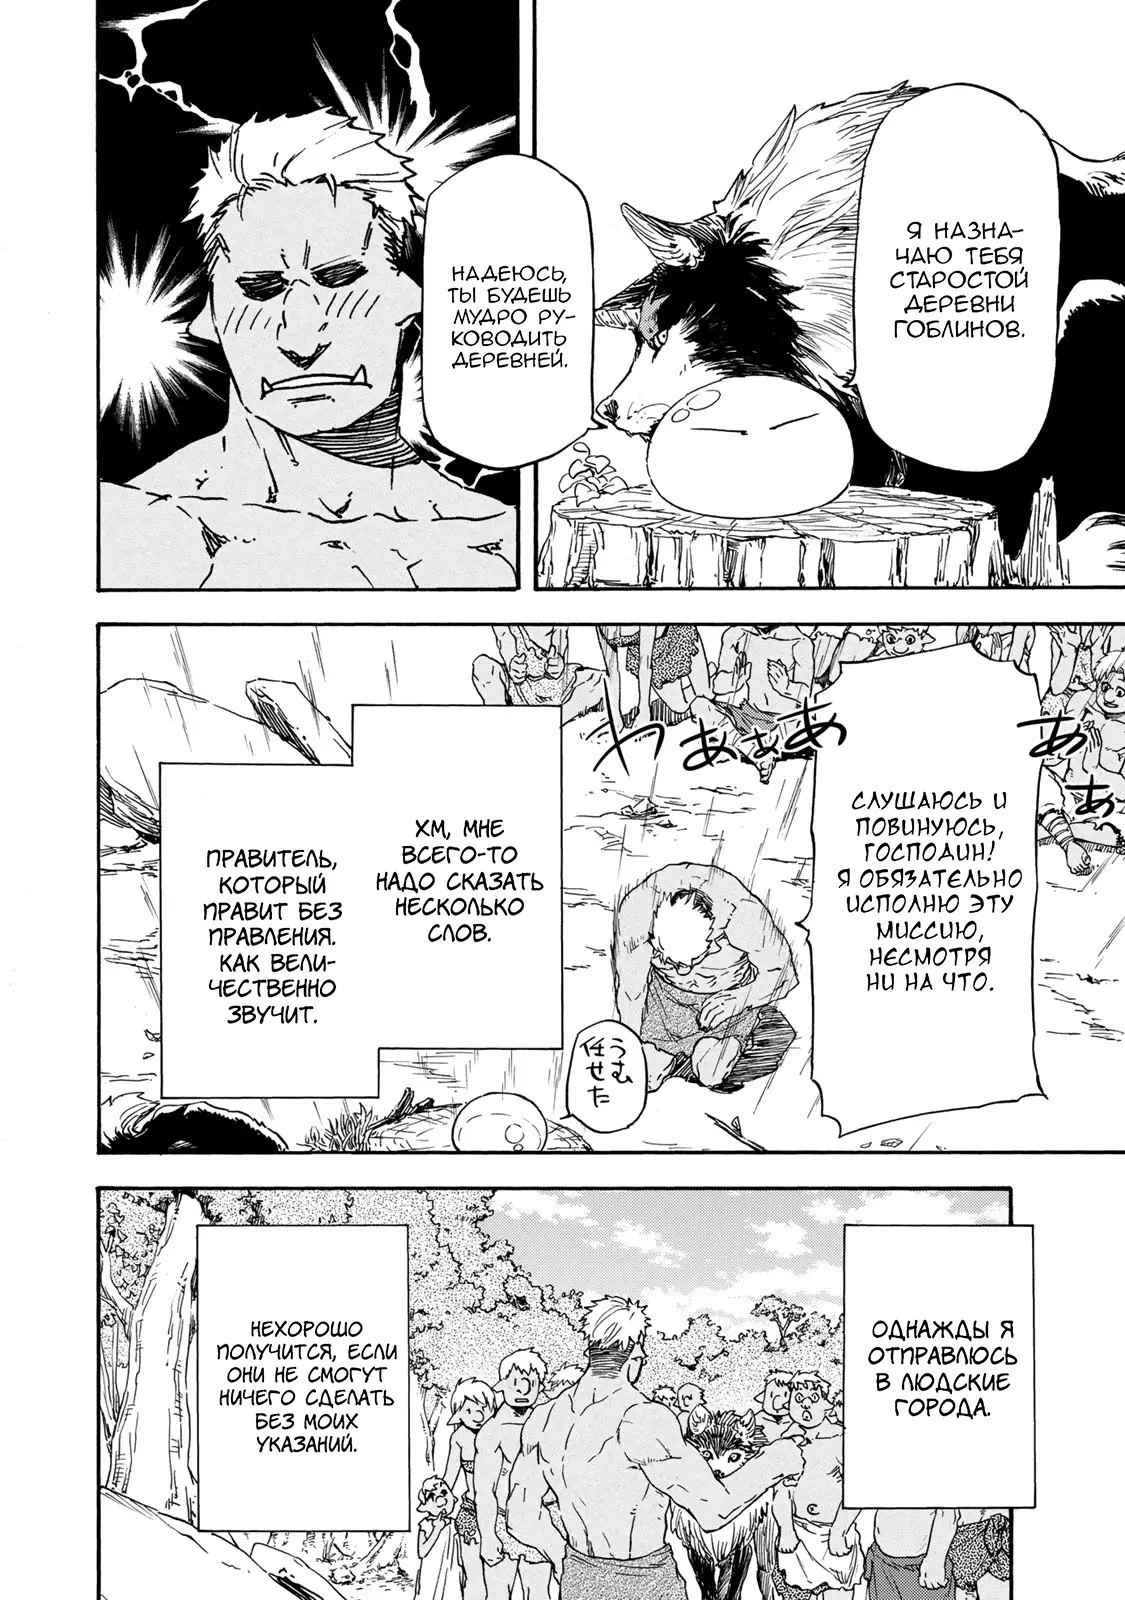 Я НАЗНА-
ЧАЮ ТЕБЯ
СТАРОСТОЙ
ДЕРЕВНИ
ГОБЛИНОВ.
НАДЕЮСЬ,
ТЫ БУДЕШЬ
МУДРО РУ-
КОВОДИТЬ
ДЕРЕВНЕЙ.
わぁぁぁ
ぁぁ
СЛУШАЮСЬ И
ПОВИНУЮСЬ,
ГОСПОДИН!
Я ОБЯЗАТЕЛЬНО
ИСПОЛНЮ ЭТУ
МИССИЮ,
НЕСМОТРЯ
НИ НА ЧТО.
うむ
任せた
ХМ, МНЕ
ВСЕГО-ТО
НАДО СКАЗАТЬ
НЕСКОЛЬКО
СЛОВ.
ПРАВИТЕЛЬ,
КОТОРЫЙ
ПРАВИТ БЕЗ
ПРАВЛЕНИЯ.
КАК ВЕЛИ-
ЧЕСТВЕННО
ЗВУЧИТ.
ОДНАЖДЫ Я
ОТПРАВЛЮСЬ
В ЛЮДСКИЕ
ГОРОДА.
НЕХОРОШО
ПОЛУЧИТСЯ, ЕСЛИ
ОНИ НЕ СМОГУТ
НИЧЕГО СДЕЛАТЬ
БЕЗ МОИХ
УКАЗАНИЙ.